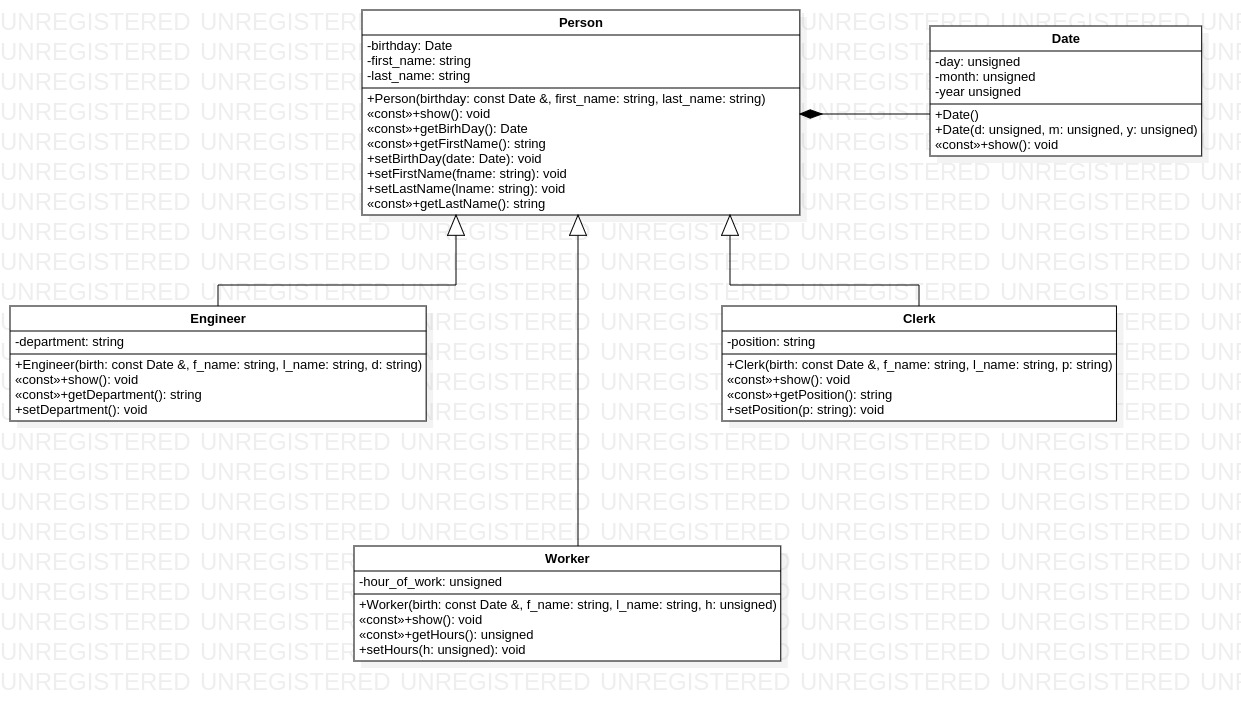 Person
-birthday: Date
-first_name: string
-last_name: string
+Person(birthday: const Date &, first_name: string, last_name: string)
«const»+show(): void
«const»+getBirhDay(): Date
«const»+getFirstName(): string
+setBirthDay(date: Date): void
+setFirstName(fname: string): void
+setLastName(lname: string): void
«const»+getLastName(): string
Date
-day: unsigned
-month: unsigned
-year unsigned
+Date()
+Date(d: unsigned, m: unsigned, y: unsigned)
«const»+show(): void
Engineer
-department: string
+Engineer(birth: const Date &, f_name: string, l_name: string, d: string)
«const»+show(): void
«const»+getDepartment(): string
+setDepartment(): void
Clerk
-position: string
+Clerk(birth: const Date &, f_name: string, l_name: string, p: string)
«const»+show(): void
«const»+getPosition(): string
+setPosition(p: string): void
Worker
-hour_of_work: unsigned
+Worker(birth: const Date &, f_name: string, l_name: string, h: unsigned)
«const»+show(): void
«const»+getHours(): unsigned
+setHours(h: unsigned): void
UNREGISTERED